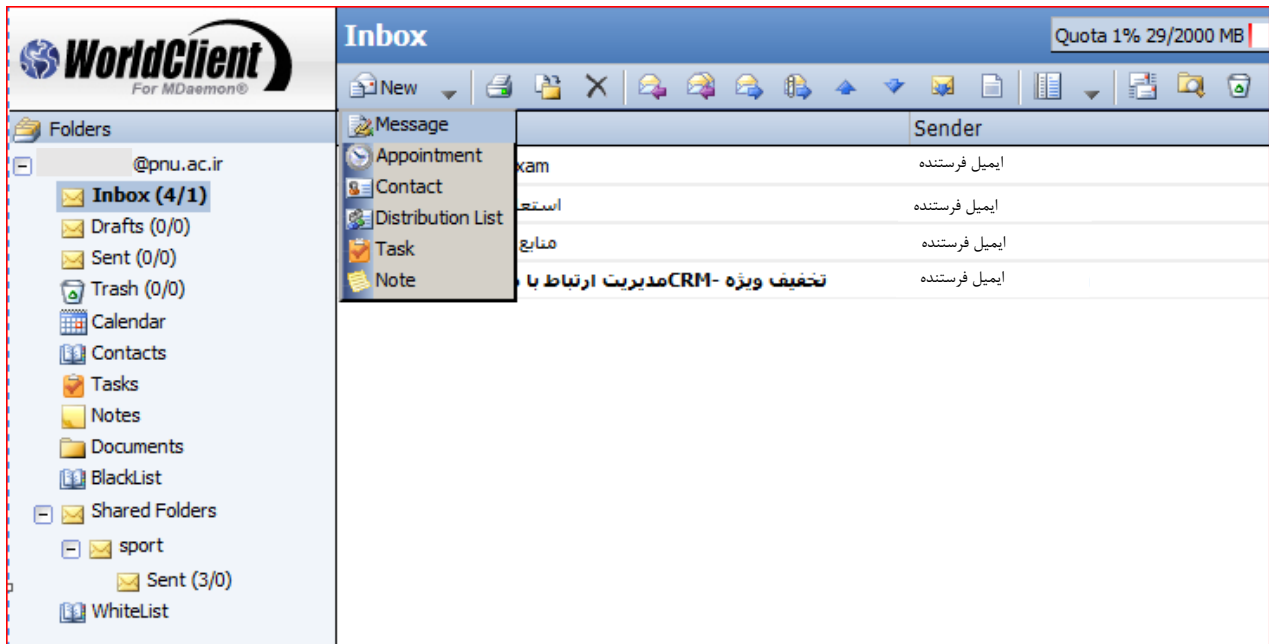 WorldClient
For MDaemon®
Inbox
Quota 1% 29/2000 MB
New
Folders
@pnu.ac.ir
Inbox (4/1)
Drafts (0/0)
Sent (0/0)
Trash (0/0)
Calendar
Contacts
Tasks
Notes
Documents
BlackList
Shared Folders
sport
Sent (3/0)
WhiteList
Message
Appointment
Contact
Distribution List
Task
Note
Sender
ایمیل فرستنده
ایمیل فرستنده
منابع
ایمیل فرستنده
تخفیف ویژه -CRMمدیریت ارتباط با
ایمیل فرستنده